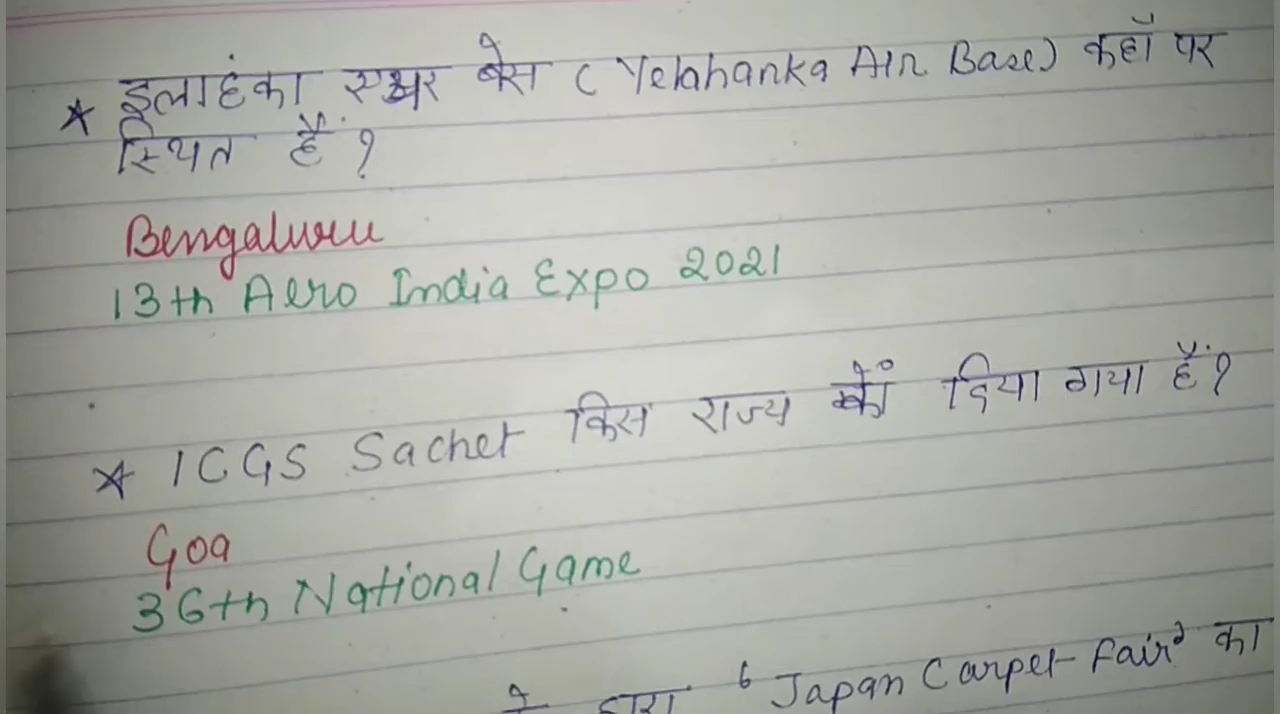 * इलाहंका एअर बेस ( Yelahanka Air Base) कहाँ पर
स्थित हैं ?
Bengaluru
13th Aero India Expo 2021
* ICGS Sachet किस राज्य कों दिया गया हैं ?
Goa
36th National Game
द्वारा 'Japan Carpet Fair' का